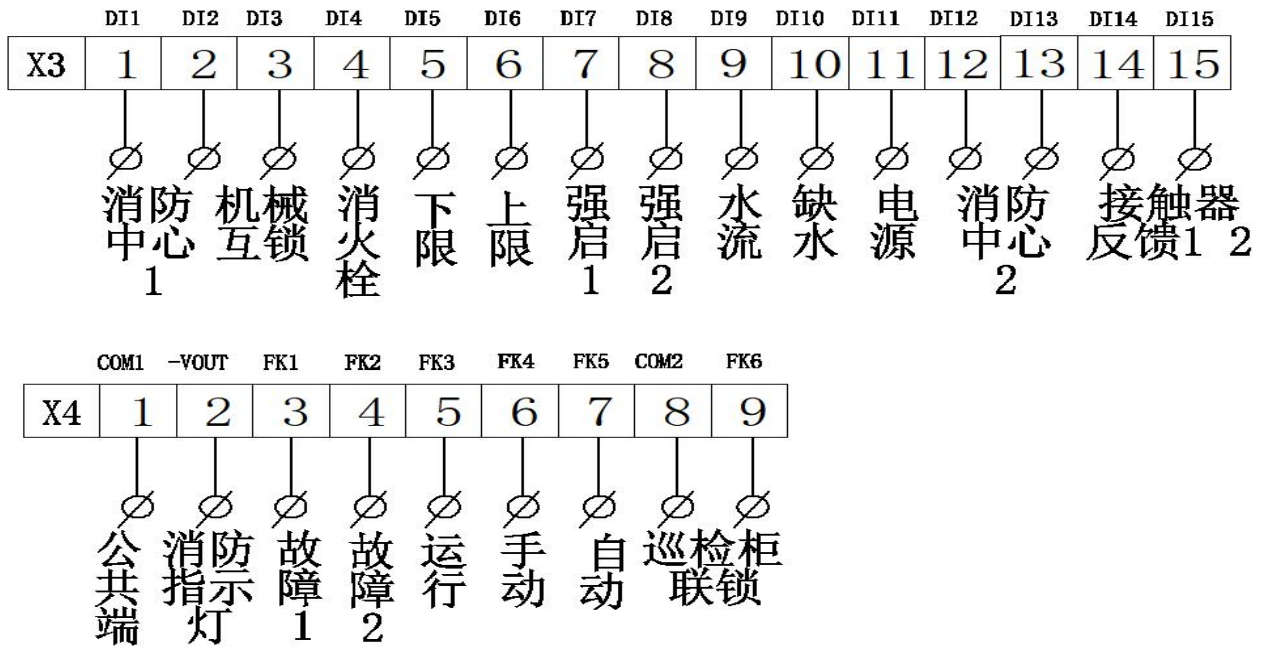 DI1 DI2 DI3 DI4 DI5 DI6 DI7 DI8 DI9 DI10 DI11 DI12 DI13 DI14 DI15
X3 1 2 3 4 5 6 7 8 9 10 11 12 13 14 15
消防 机械 消 下 上 强 强 水 缺 电 消防 接触器
中心 互锁 火 限 限 启 启 流 水 源 中心 反馈1 2
1 栓 1 2 2
COM1 -VOUT FK1 FK2 FK3 FK4 FK5 COM2 FK6
X4 1 2 3 4 5 6 7 8 9
公 消防 故 故 运 手 自 巡检柜
共 指示 障 障 行 动 动 联锁
端 灯 1 2